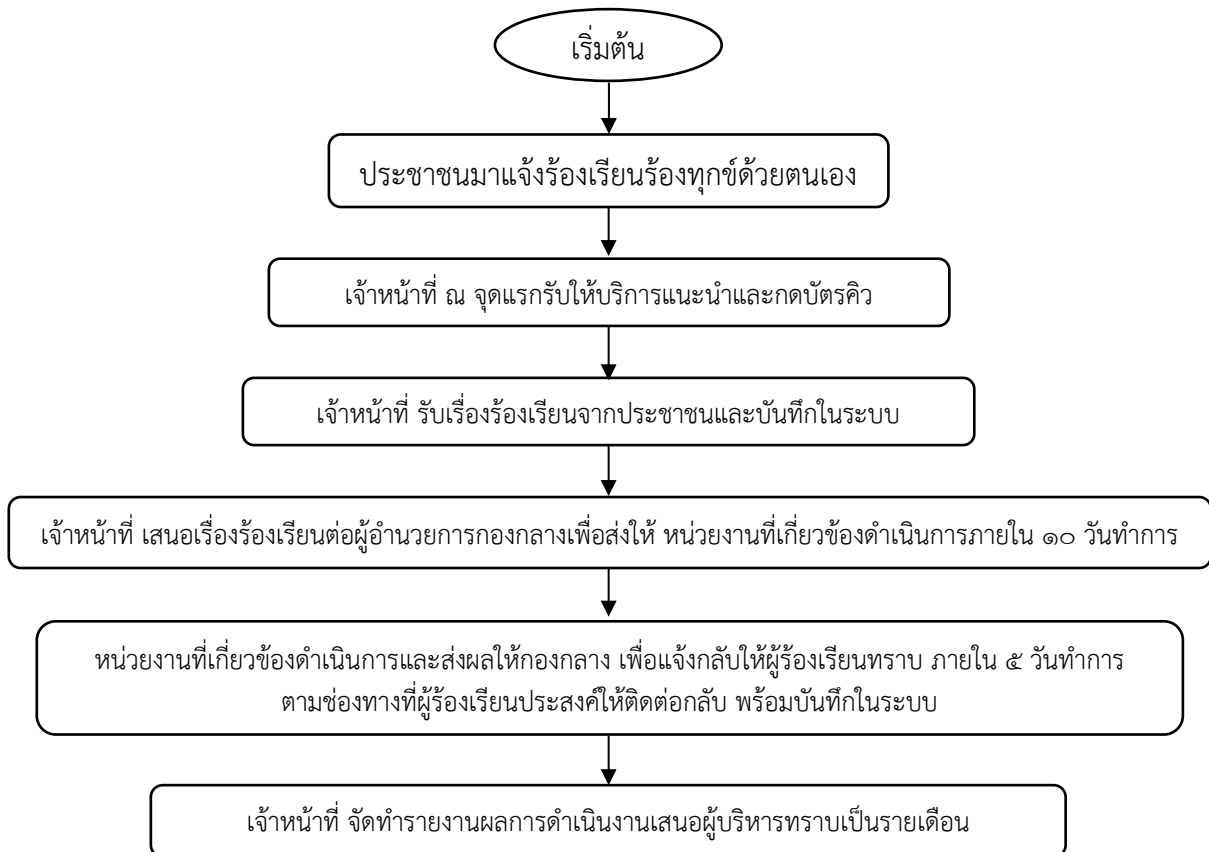 เริ่มต้น
ประชาชนมาแจ้งร้องเรียนร้องทุกข์ด้วยตนเอง
เจ้าหน้าที่ ณ จุดแรกรับให้บริการแนะนำและกดบัตรคิว
เจ้าหน้าที่ รับเรื่องร้องเรียนจากประชาชนและบันทึกในระบบ
เจ้าหน้าที่ เสนอเรื่องร้องเรียนต่อผู้อำนวยการกองกลางเพื่อส่งให้ หน่วยงานที่เกี่ยวข้องดำเนินการภายใน ๑๐ วันทำการ
หน่วยงานที่เกี่ยวข้องดำเนินการและส่งผลให้กองกลาง เพื่อแจ้งกลับให้ผู้ร้องเรียนทราบ ภายใน ๕ วันทำการ
ตามช่องทางที่ผู้ร้องเรียนประสงค์ให้ติดต่อกลับ พร้อมบันทึกในระบบ
เจ้าหน้าที่ จัดทำรายงานผลการดำเนินงานเสนอผู้บริหารทราบเป็นรายเดือน